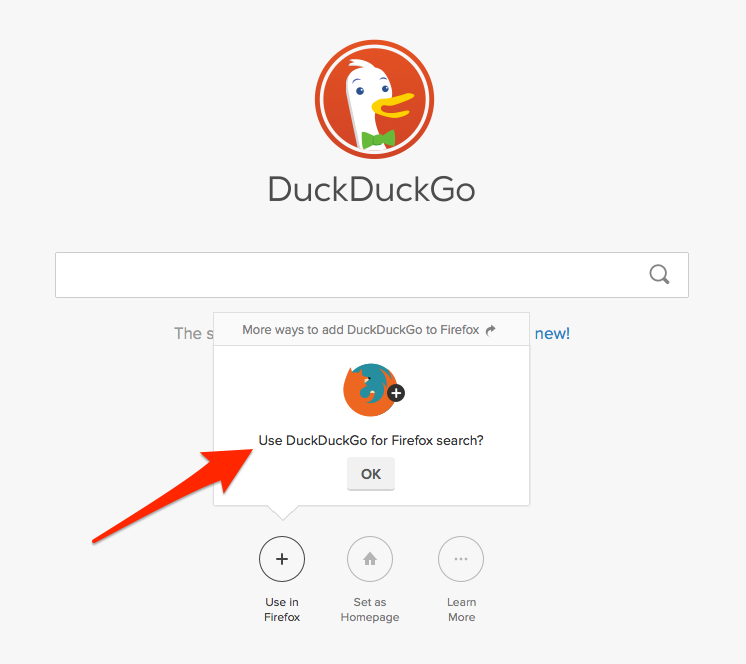 DuckDuckGo
The s new!
More ways to add DuckDuckGo to Firefox
Use DuckDuckGo for Firefox search?
OK
Use in
Firefox
Set as
Homepage
Learn
More